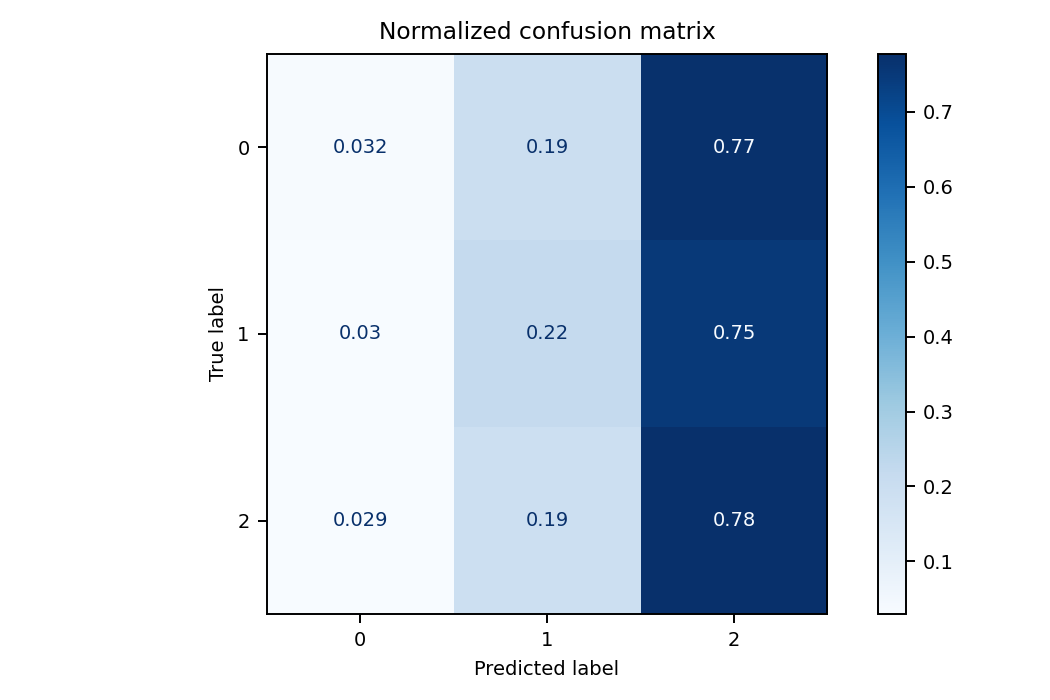 Normalized confusion matrix
0 0.032 0.19 0.77
1 0.03 0.22 0.75
2 0.029 0.19 0.78
True label
0 1 2
Predicted label
0.7
0.6
0.5
0.4
0.3
0.2
0.1